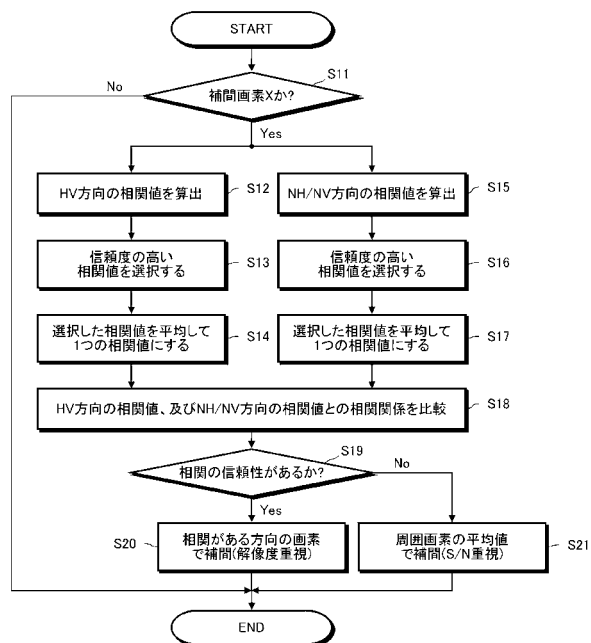 START
S11
No
補間画素Xか?
Yes
HV方向の相関値を算出
S12
NH/NV方向の相関値を算出
S15
信頼度の高い
相関値を選択する
S13
信頼度の高い
相関値を選択する
S16
選択した相関値を平均して
1つの相関値にする
S14
選択した相関値を平均して
1つの相関値にする
S17
HV方向の相関値、及びNH/NV方向の相関値との相関関係を比較
S18
S19
相関の信頼性があるか?
No
Yes
S20
相関がある方向の画素
で補間(解像度重視)
周囲画素の平均値
で補間(S/N重視)
S21
END